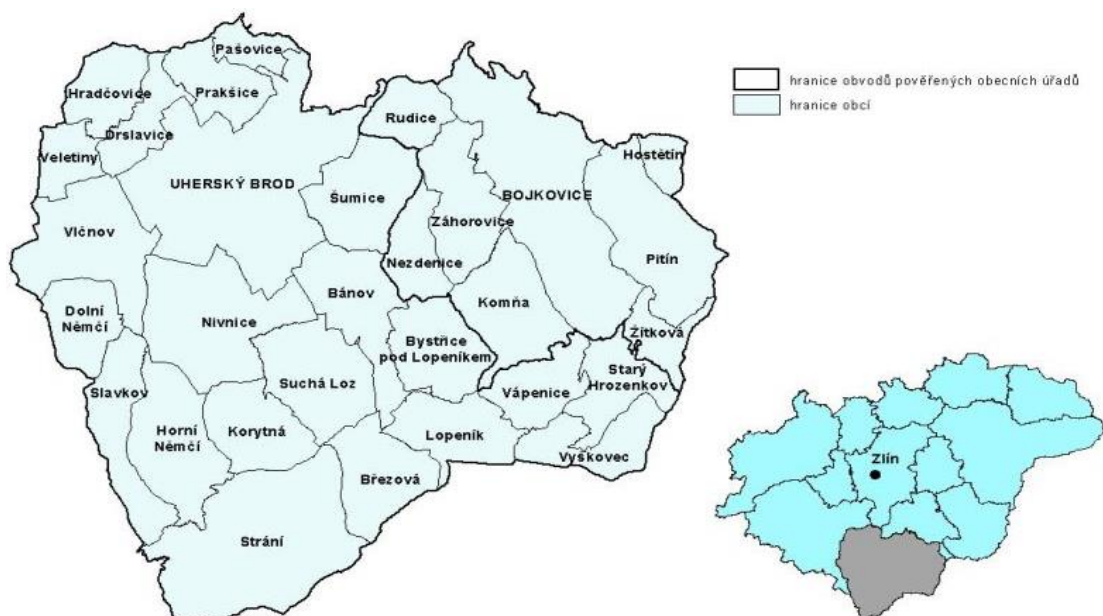 Pašovice
Hradčovice
Prakšice
Drslavice
Veletiny
UHERSKÝ BROD
Vlčnov
Rudice
Šumice
Záhorovice
BOJKOVICE
Hostětín
Nezdenice
Pitín
Komňa
Bánov
Dolní
Němčí
Nivnice
Bystřice
pod Lopeníkem
Žítková
Starý
Hrozenkov
Slavkov
Suchá Loz
Vápenice
Horní
Němčí
Korytná
Lopeník
Vyškovec
Březová
Strání
hranice obvodů pověřených obecních úřadů
hranice obcí
Zlín